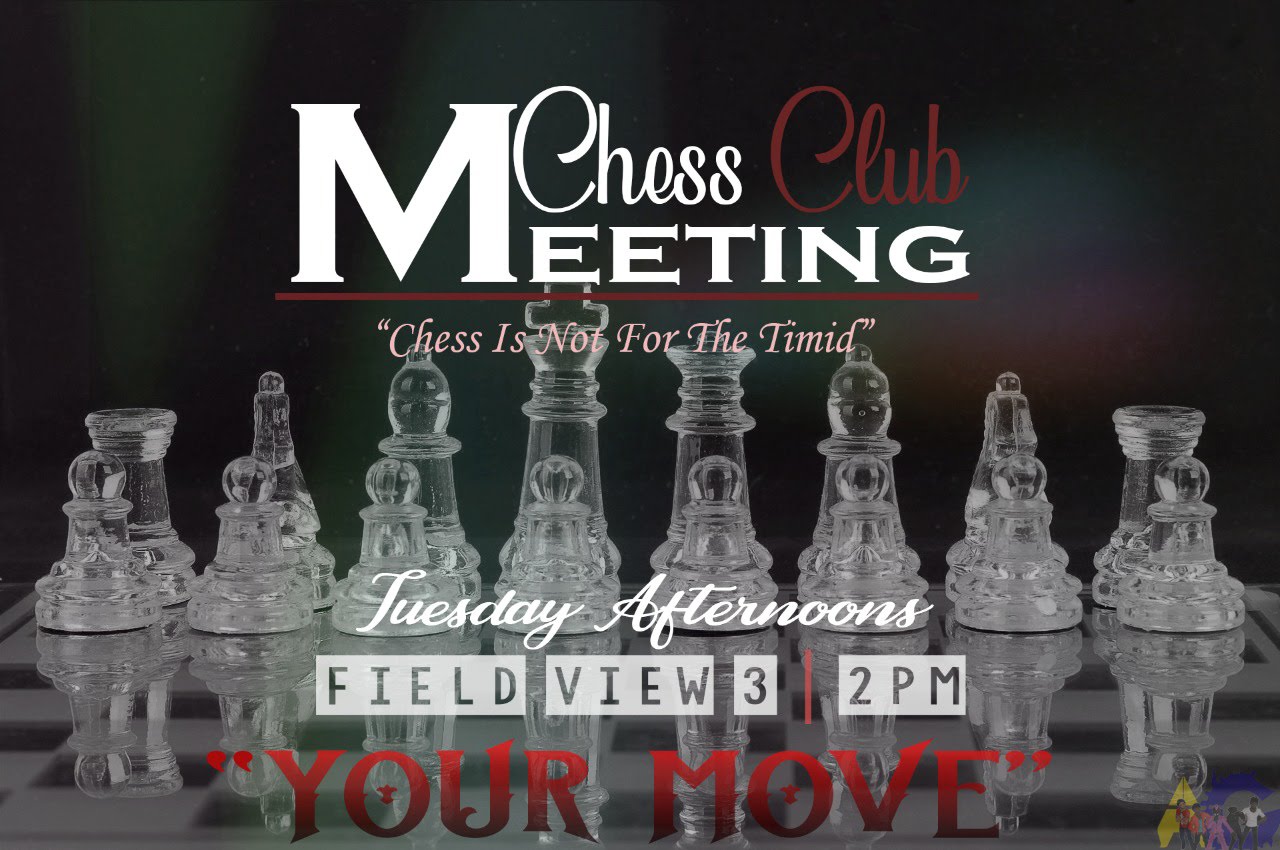 Chess Club
MEETING
“Chess Is Not For The Timid”
Tuesday Afternoons
FIELD VIEW 3 | 2PM
“YOUR MOVE”